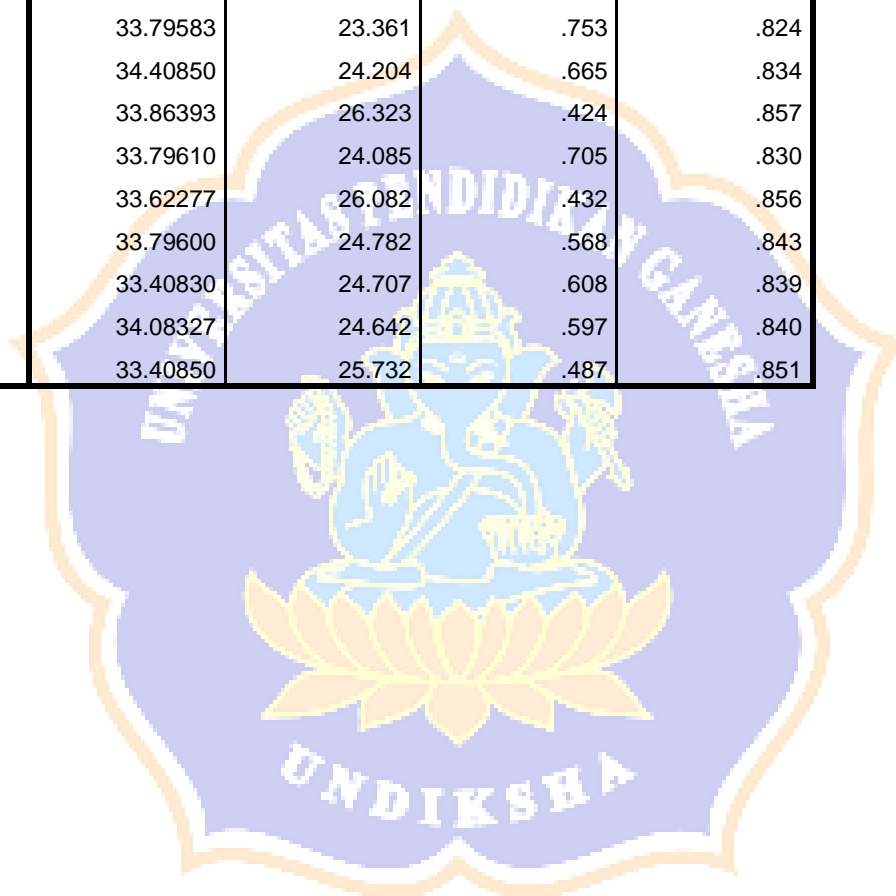 33.79583 23.361 .753 .824
34.40850 24.204 .665 .834
33.86393 26.323 .424 .857
33.79610 24.085 .705 .830
33.62277 26.082 .432 .856
33.79600 24.782 .568 .843
33.40830 24.707 .608 .839
34.08327 24.642 .597 .840
33.40850 25.732 .487 .851
UNIVERSITAS PENDIDIKAN GANESHA
UNDIKSHA